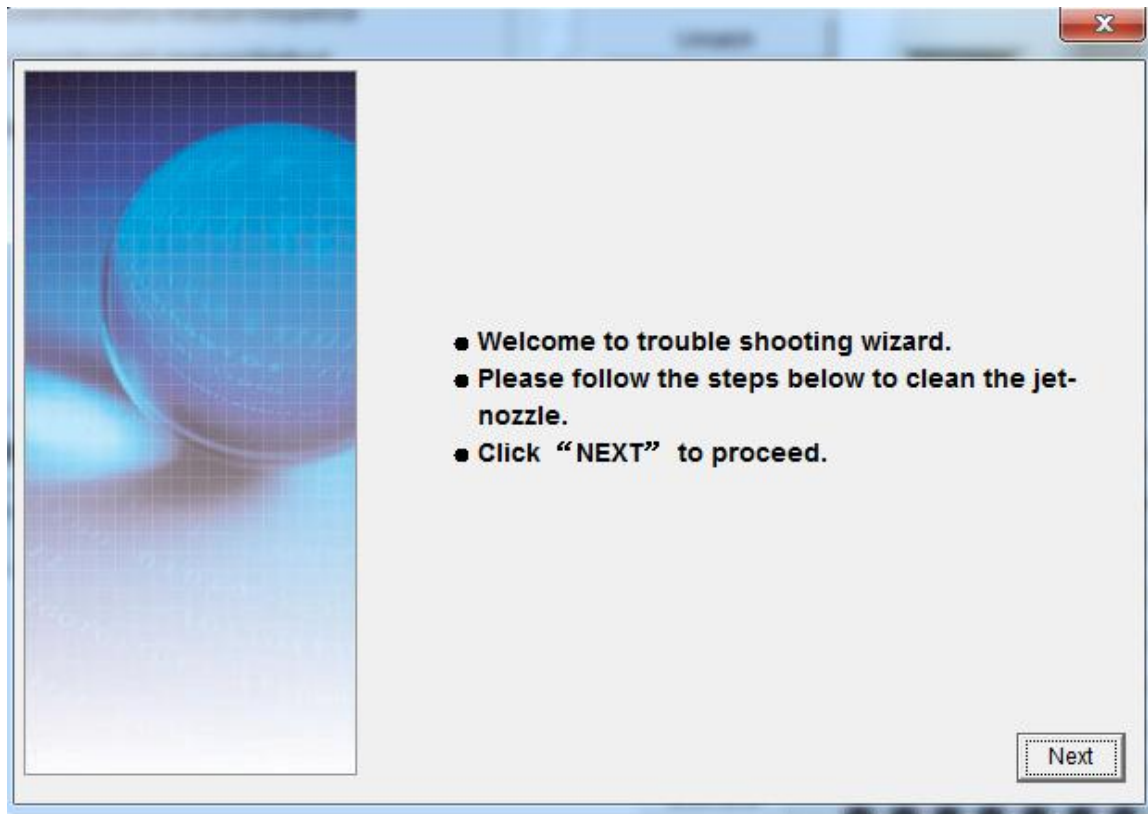 ● Welcome to trouble shooting wizard.
● Please follow the steps below to clean the jet-
nozzle.
● Click “NEXT” to proceed.
Next